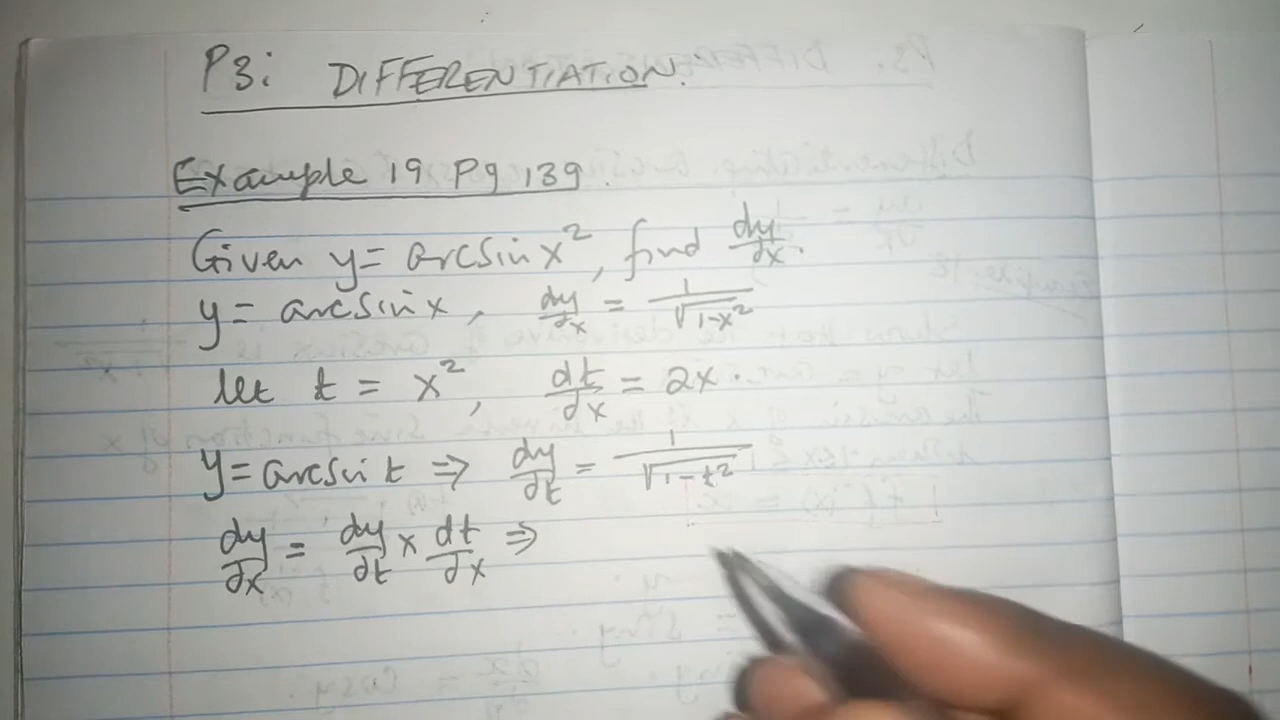 P3: DIFFERENTIATION.
Example 19 Pg 139.
Given y = arcsin x², find dy/dx.
y = arcsin x, dy/dx = 1/√(1-x²)
let t = x², dt/dx = 2x.
y = arcsin t ⇒ dy/dt = 1/√(1-t²)
dy/dx = dy/dt × dt/dx ⇒